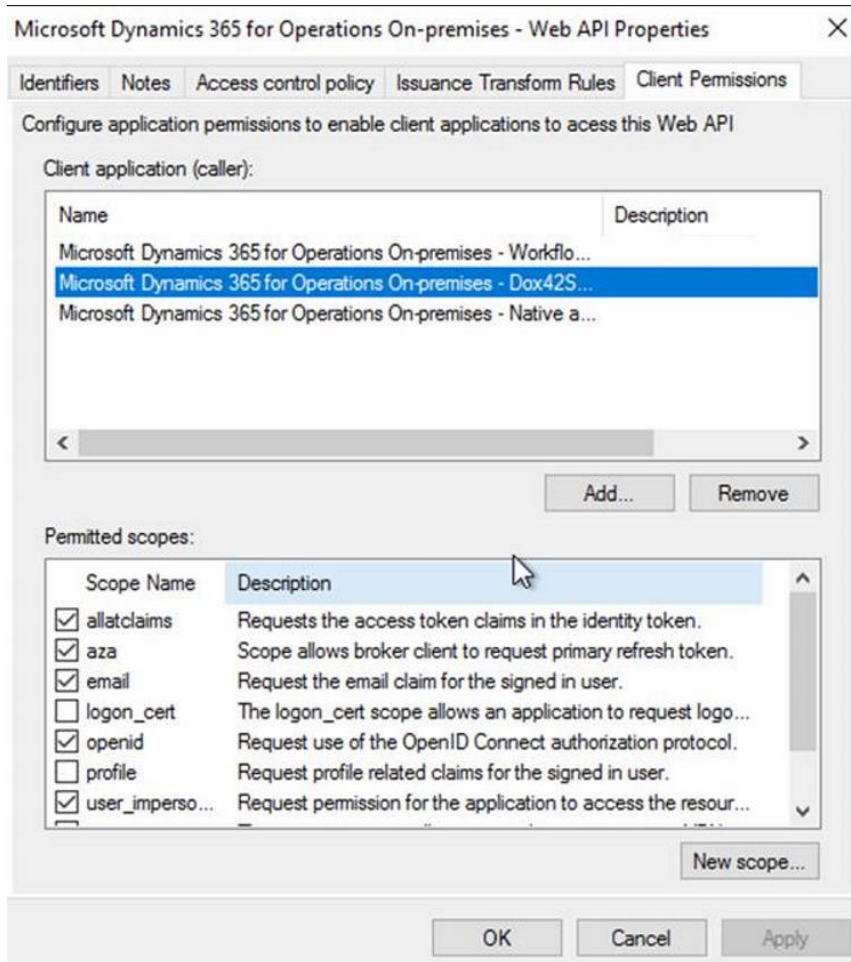 Microsoft Dynamics 365 for Operations On-premises - Web API Properties
Identifiers Notes Access control policy Issuance Transform Rules Client Permissions
Configure application permissions to enable client applications to acess this Web API
Client application (caller):
Name Description
Microsoft Dynamics 365 for Operations On-premises - Workflo...
Microsoft Dynamics 365 for Operations On-premises - Dox42S...
Microsoft Dynamics 365 for Operations On-premises - Native a...
Add... Remove
Permitted scopes:
Scope Name Description
allatclaims Requests the access token claims in the identity token.
aza Scope allows broker client to request primary refresh token.
email Request the email claim for the signed in user.
logon_cert The logon_cert scope allows an application to request logo...
openid Request use of the OpenID Connect authorization protocol.
profile Request profile related claims for the signed in user.
user_imperso... Request permission for the application to access the resour...
New scope...
OK Cancel Apply